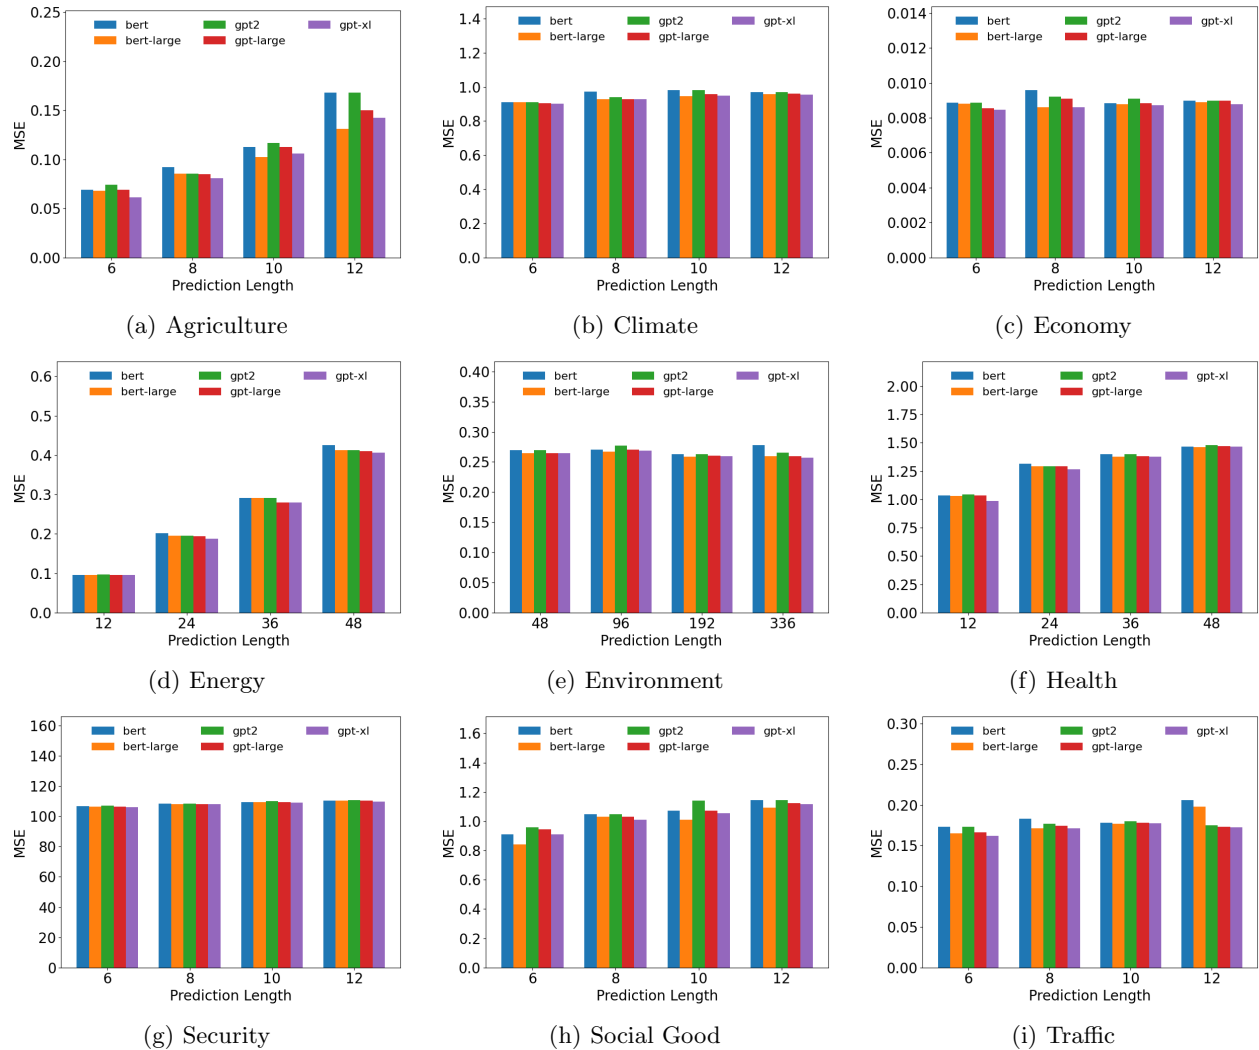 0.25
0.20
0.15
0.10
0.05
0.00
MSE
bert
bert-large
gpt2
gpt-large
gpt-xl
6 8 10 12
Prediction Length
(a) Agriculture
1.4
1.2
1.0
0.8
0.6
0.4
0.2
0.0
MSE
bert
bert-large
gpt2
gpt-large
gpt-xl
6 8 10 12
Prediction Length
(b) Climate
0.014
0.012
0.010
0.008
0.006
0.004
0.002
0.000
MSE
bert
bert-large
gpt2
gpt-large
gpt-xl
6 8 10 12
Prediction Length
(c) Economy
0.6
0.5
0.4
0.3
0.2
0.1
0.0
MSE
bert
bert-large
gpt2
gpt-large
gpt-xl
12 24 36 48
Prediction Length
(d) Energy
0.40
0.35
0.30
0.25
0.20
0.15
0.10
0.05
0.00
MSE
bert
bert-large
gpt2
gpt-large
gpt-xl
48 96 192 336
Prediction Length
(e) Environment
2.00
1.75
1.50
1.25
1.00
0.75
0.50
0.25
0.00
MSE
bert
bert-large
gpt2
gpt-large
gpt-xl
12 24 36 48
Prediction Length
(f) Health
160
140
120
100
80
60
40
20
0
MSE
bert
bert-large
gpt2
gpt-large
gpt-xl
6 8 10 12
Prediction Length
(g) Security
1.6
1.4
1.2
1.0
0.8
0.6
0.4
0.2
0.0
MSE
bert
bert-large
gpt2
gpt-large
gpt-xl
6 8 10 12
Prediction Length
(h) Social Good
0.30
0.25
0.20
0.15
0.10
0.05
0.00
MSE
bert
bert-large
gpt2
gpt-large
gpt-xl
6 8 10 12
Prediction Length
(i) Traffic